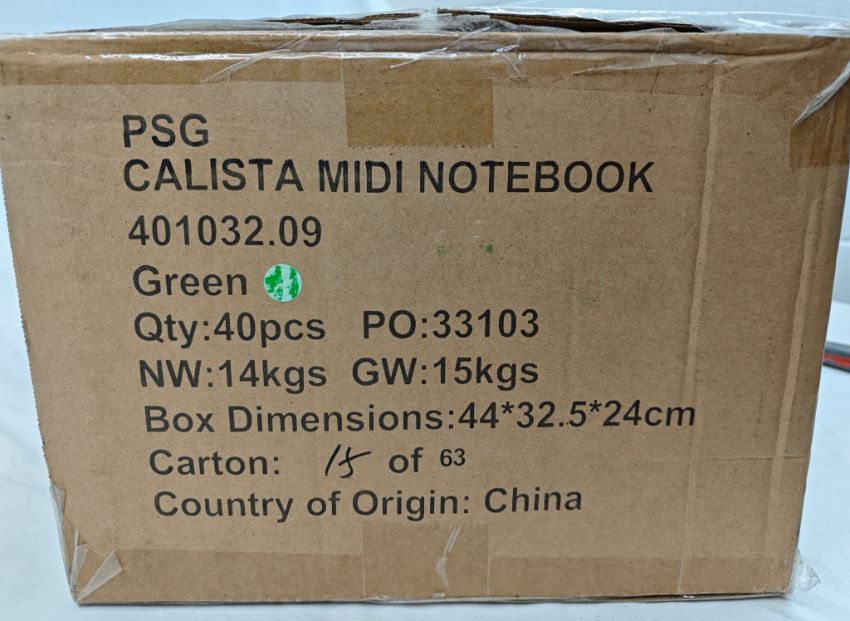 PSG
CALISTA MIDI NOTEBOOK
401032.09
Green
Qty:40pcs PO:33103
NW:14kgs GW:15kgs
Box Dimensions:44*32.5*24cm
Carton: 15 of 63
Country of Origin: China